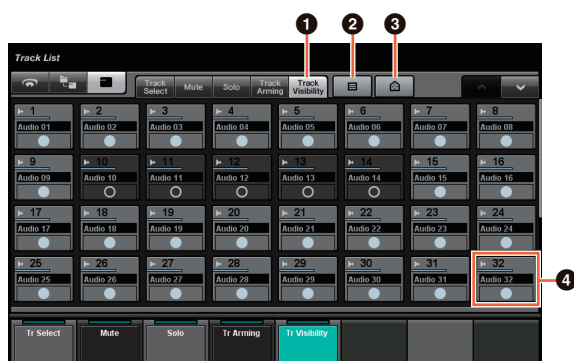 1 2 3
Track List
Track Select Mute Solo Track Arming Track Visibility
1 2 3 4 5 6 7 8
Audio 01 Audio 02 Audio 03 Audio 04 Audio 05 Audio 06 Audio 07 Audio 08
9 10 11 12 13 14 15 16
Audio 09 Audio 10 Audio 11 Audio 12 Audio 13 Audio 14 Audio 15 Audio 16
17 18 19 20 21 22 23 24
Audio 17 Audio 18 Audio 19 Audio 20 Audio 21 Audio 22 Audio 23 Audio 24
25 26 27 28 29 30 31 32
Audio 25 Audio 26 Audio 27 Audio 28 Audio 29 Audio 30 Audio 31 Audio 32
4
Tr Select Mute Solo Tr Arming Tr Visibility